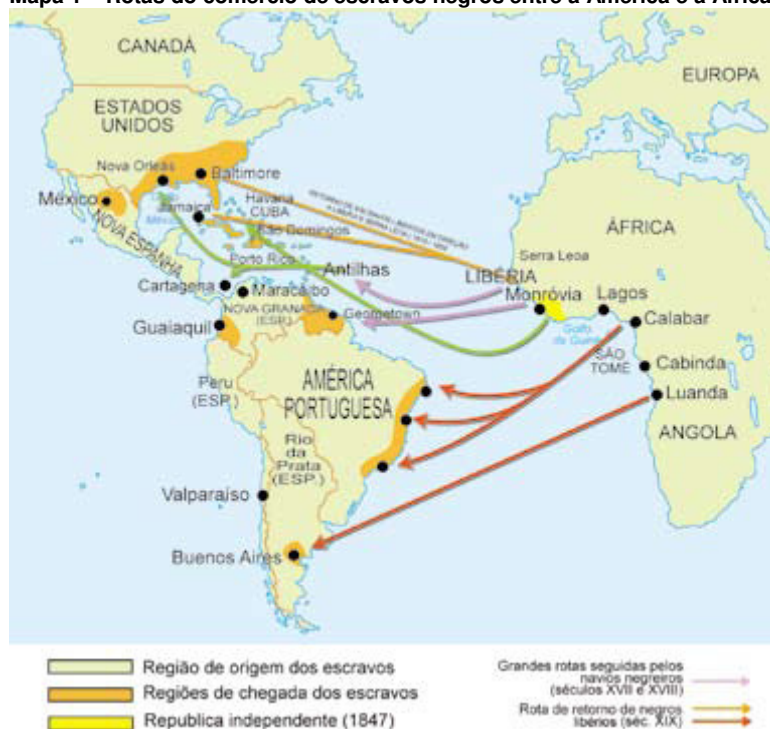 Mapa 1 – Rotas do comércio de escravos negros entre a América e a África
CANADÁ
EUROPA
ESTADOS
UNIDOS
Nova Orleãs
Baltimore
México
Jamaica
Havana
CUBA
São Domingos
ÁFRICA
NOVA ESPANHA
Porto Rico
Antilhas
Serra Leoa
LIBÉRIA
Cartagena
Maracaibo
Monróvia
Lagos
NOVA GRANADA
(ESP.)
Georgetown
Golfo
da Guiné
Calabar
Guaiaquil
SÃO
TOMÉ
Cabinda
Peru
(ESP.)
AMÉRICA
PORTUGUESA
Luanda
ANGOLA
Rio
da
Prata
(ESP.)
Valparaíso
Buenos Aires
Região de origem dos escravos
Regiões de chegada dos escravos
Republica independente (1847)
Grandes rotas seguidas pelos
navios negreiros
(séculos XVII e XVIII)
Rota de retorno de negros
libérios (séc. XIX)